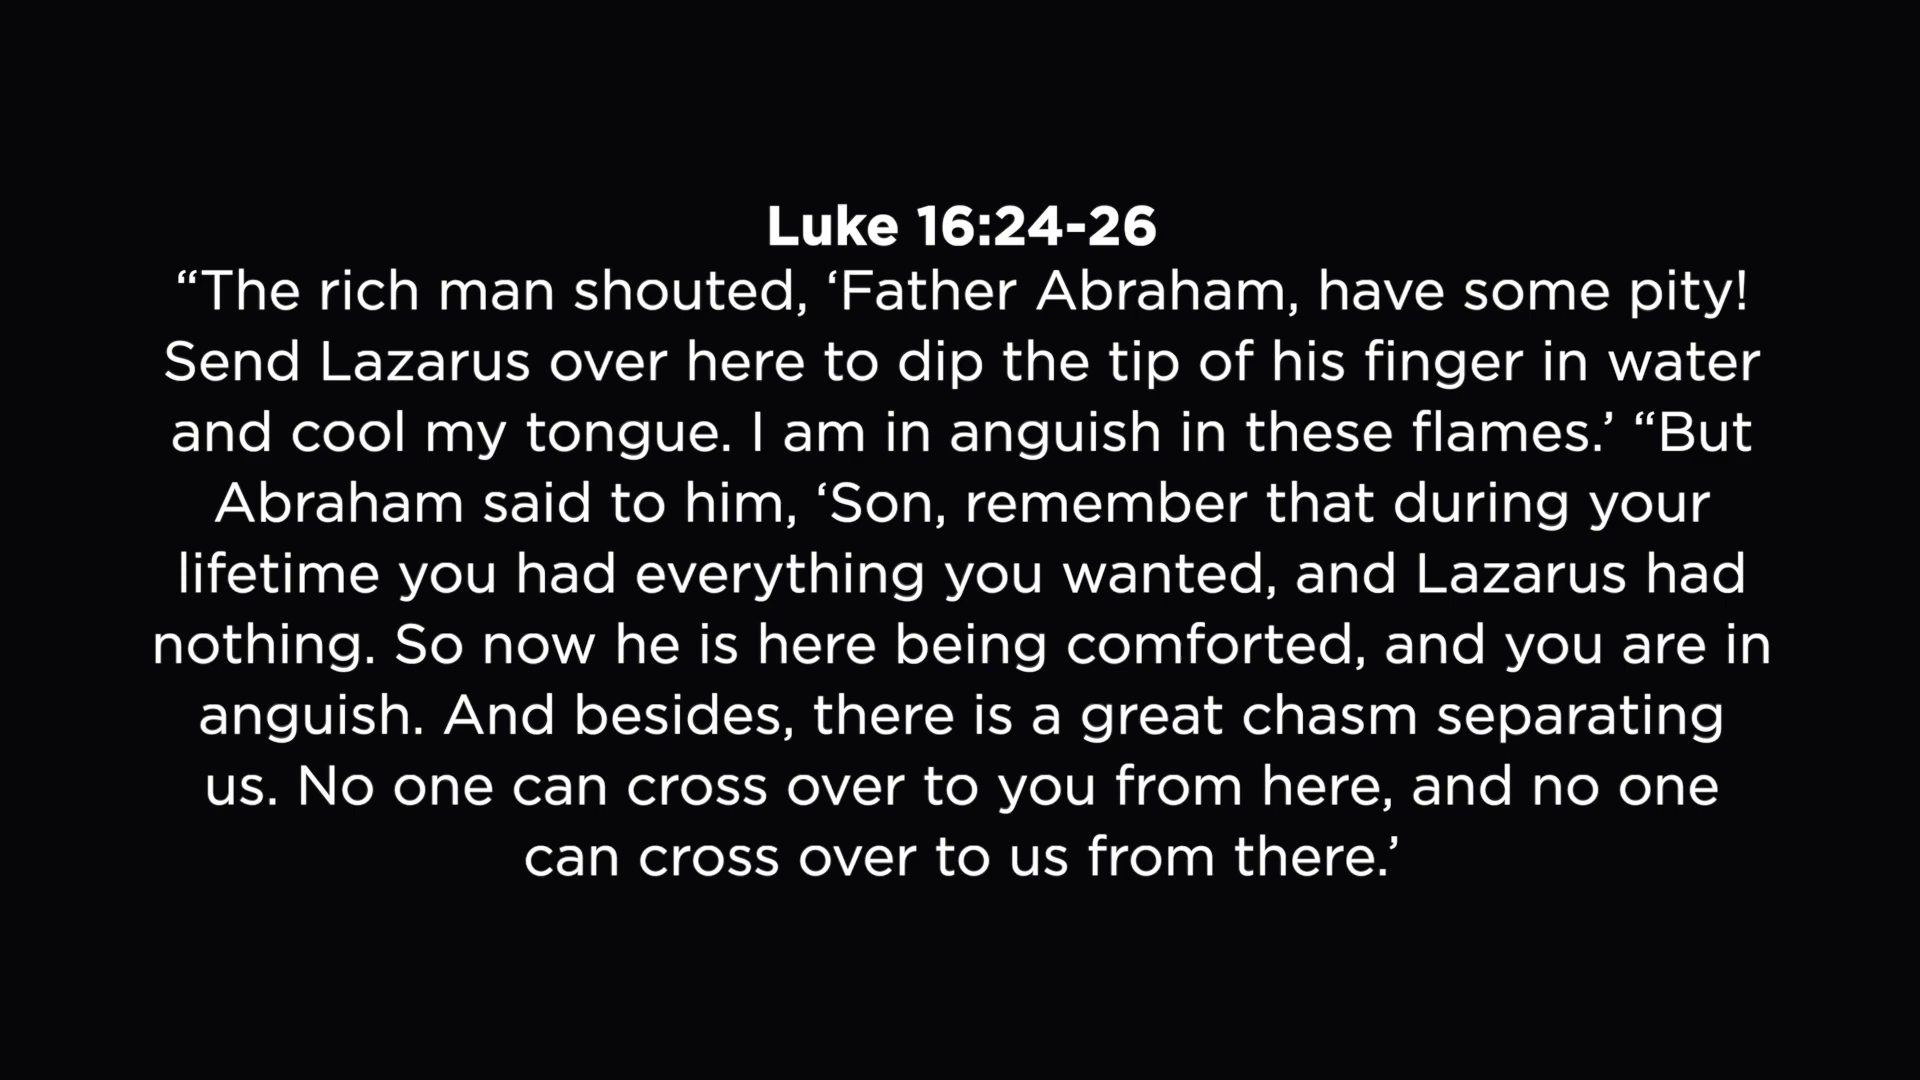 Luke 16:24-26
“The rich man shouted, ‘Father Abraham, have some pity!
Send Lazarus over here to dip the tip of his finger in water
and cool my tongue. I am in anguish in these flames.’ “But
Abraham said to him, ‘Son, remember that during your
lifetime you had everything you wanted, and Lazarus had
nothing. So now he is here being comforted, and you are in
anguish. And besides, there is a great chasm separating
us. No one can cross over to you from here, and no one
can cross over to us from there.’